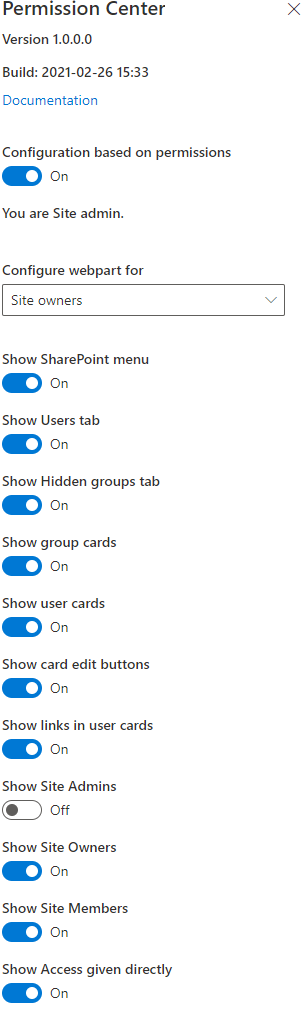 Permission Center
Version 1.0.0.0
Build: 2021-02-26 15:33
Documentation
Configuration based on permissions
On
You are Site admin.
Configure webpart for
Site owners
Show SharePoint menu
On
Show Users tab
On
Show Hidden groups tab
On
Show group cards
On
Show user cards
On
Show card edit buttons
On
Show links in user cards
On
Show Site Admins
Off
Show Site Owners
On
Show Site Members
On
Show Access given directly
On